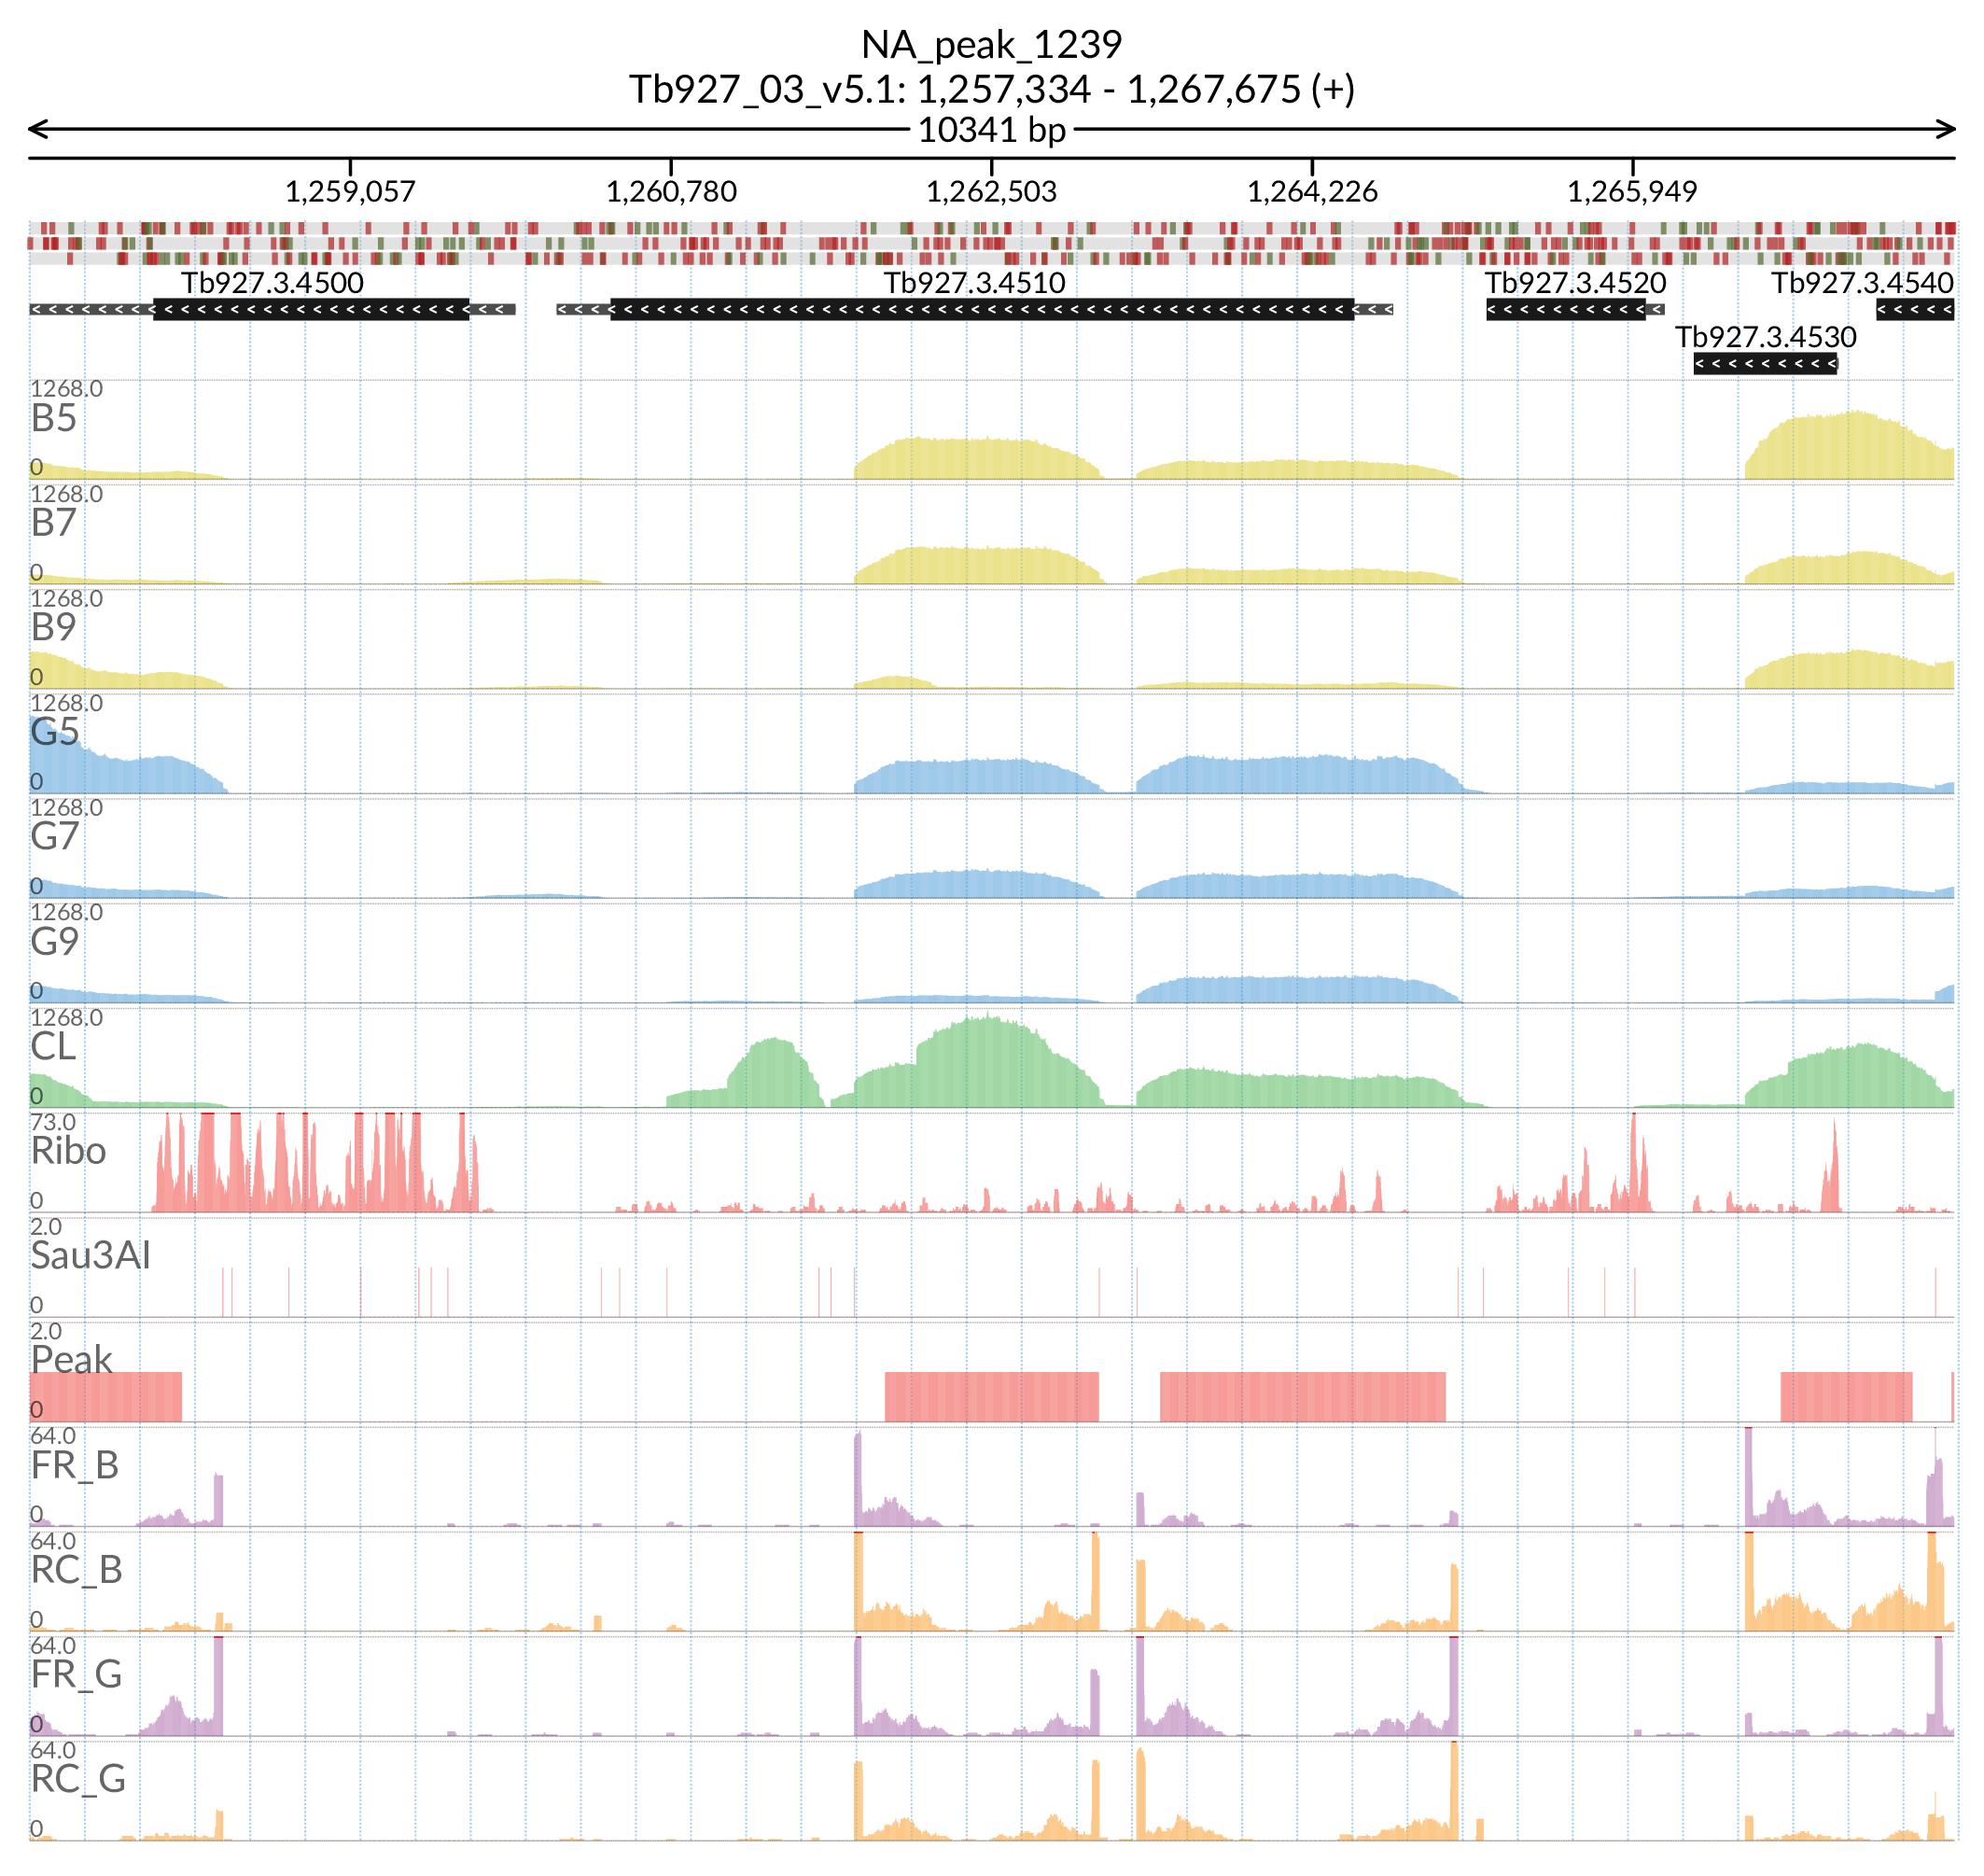 NA_peak_1239
Tb927_03_v5.1: 1,257,334 - 1,267,675 (+)
10341 bp
1,259,057 1,260,780 1,262,503 1,264,226 1,265,949
Tb927.3.4500 Tb927.3.4510 Tb927.3.4520 Tb927.3.4540
Tb927.3.4530
1268.0
B5
0
1268.0
B7
0
1268.0
B9
0
1268.0
G5
0
1268.0
G7
0
1268.0
G9
0
1268.0
CL
0
73.0
Ribo
0
2.0
Sau3AI
0
2.0
Peak
0
64.0
FR_B
0
64.0
RC_B
0
64.0
FR_G
0
64.0
RC_G
0